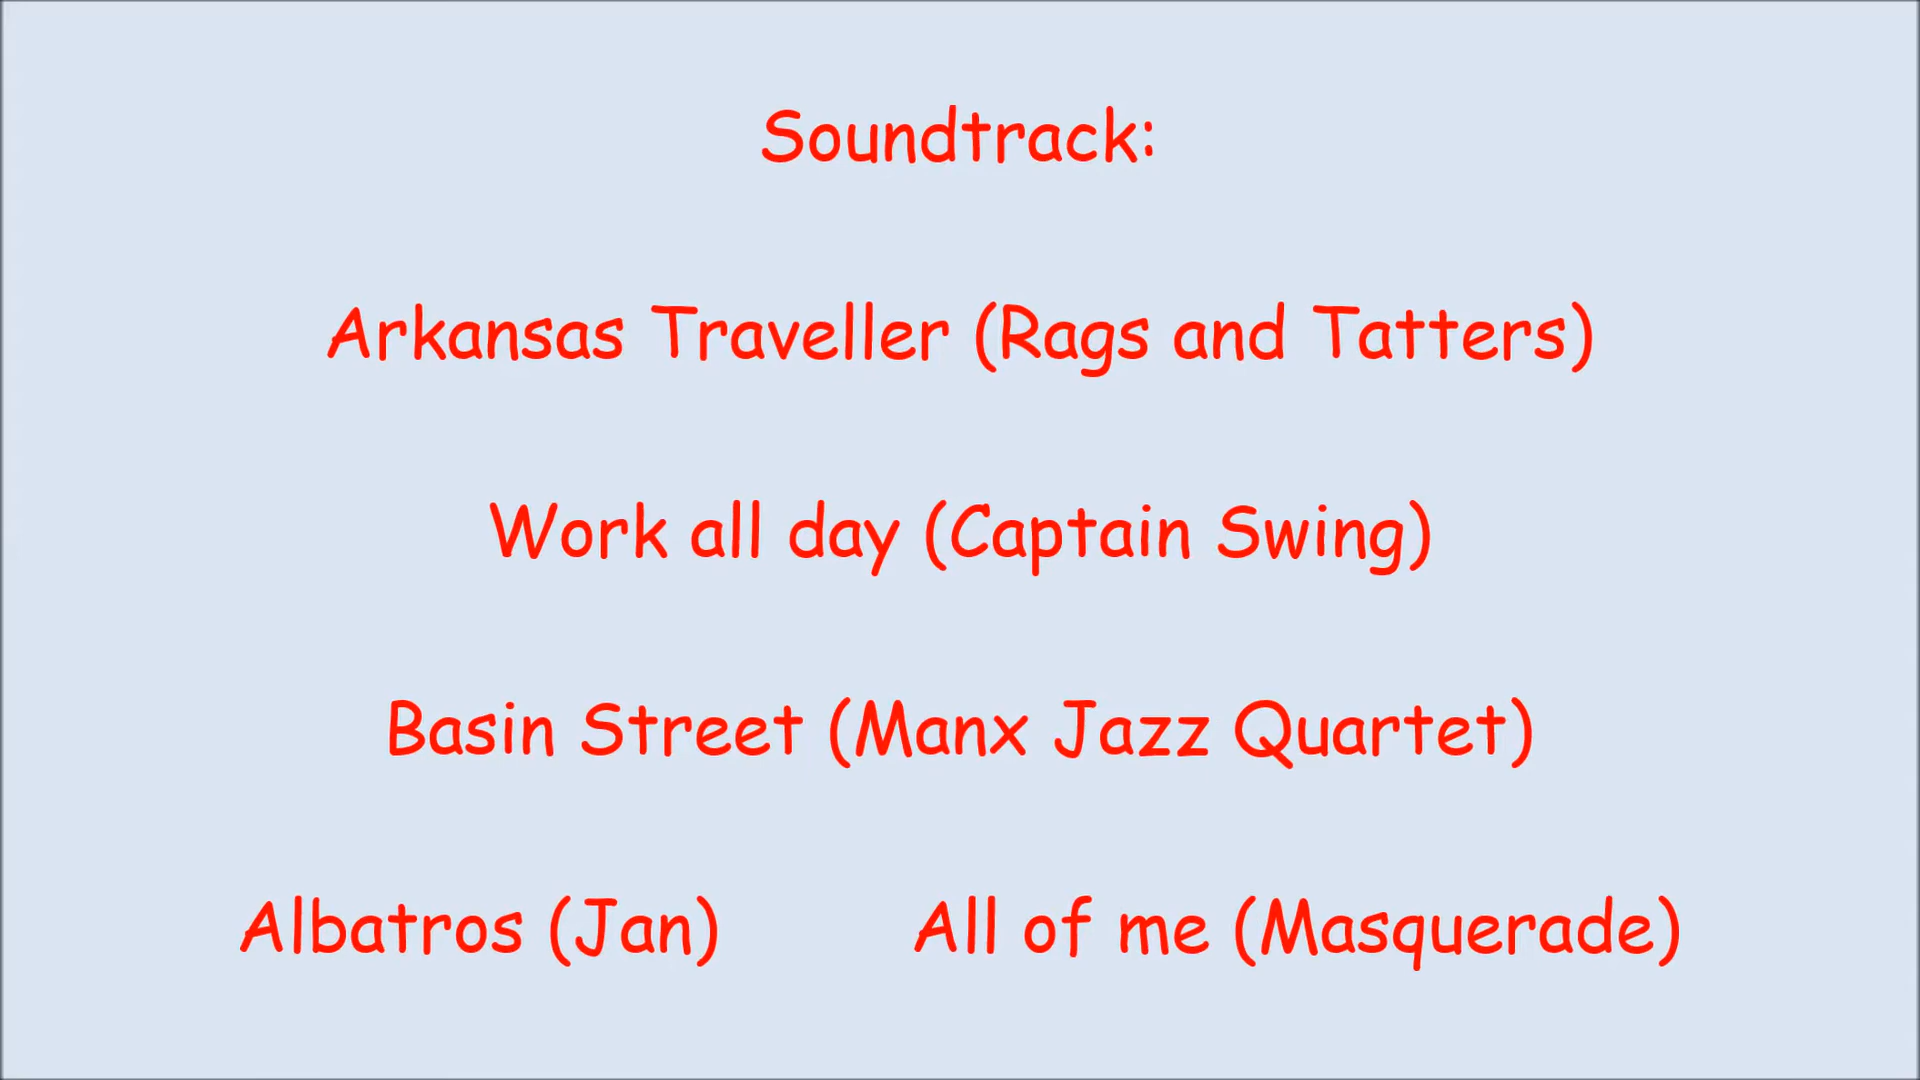 Soundtrack:
Arkansas Traveller (Rags and Tatters)
Work all day (Captain Swing)
Basin Street (Manx Jazz Quartet)
Albatros (Jan) All of me (Masquerade)